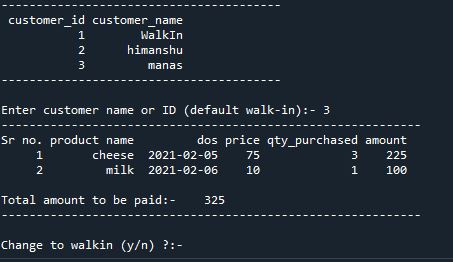 ----------------------------------------
customer_id customer_name
1 WalkIn
2 himanshu
3 manas
----------------------------------------
Enter customer name or ID (default walk-in):- 3
------------------------------------------------------------
Sr no. product name dos price qty_purchased amount
1 cheese 2021-02-05 75 3 225
2 milk 2021-02-06 10 1 100
Total amount to be paid:- 325
------------------------------------------------------------
Change to walkin (y/n) ?:-